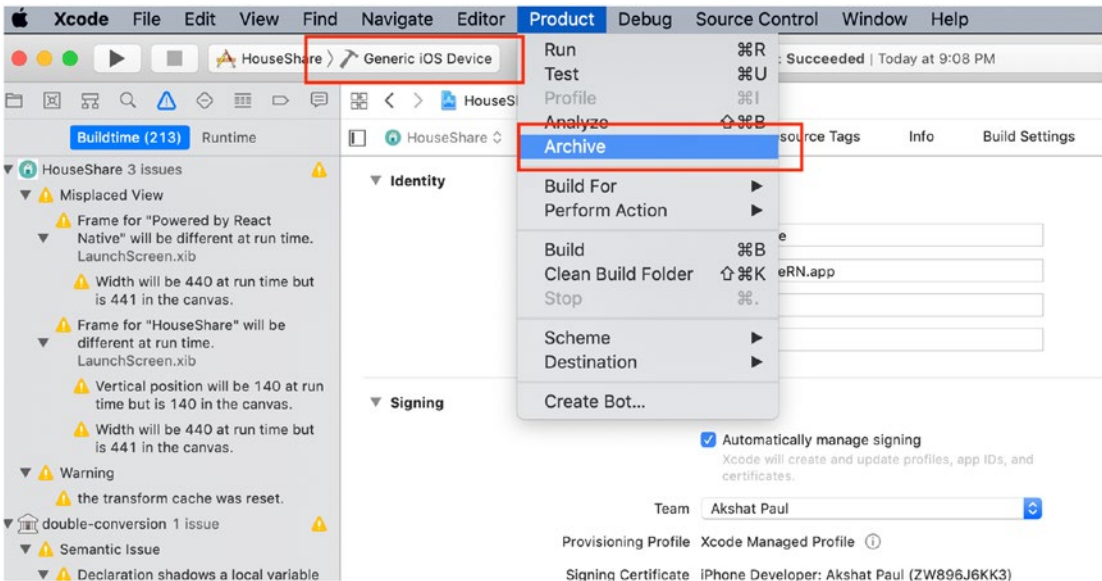 Xcode File Edit View Find Navigate Editor Product Debug Source Control Window Help
HouseShare Generic iOS Device
Succeeded | Today at 9:08 PM
Run ⌘R
Test ⌘U
Profile ⌘I
Analyze ⇧⌘B
Archive
Build For
Perform Action
Build ⌘B
Clean Build Folder ⇧⌘K
Stop ⌘.
Scheme
Destination
Create Bot...
Buildtime (213) Runtime
HouseShare 3 issues
Misplaced View
Frame for "Powered by React
Native" will be different at run time.
LaunchScreen.xib
Width will be 440 at run time but
is 441 in the canvas.
Frame for "HouseShare" will be
different at run time.
LaunchScreen.xib
Vertical position will be 140 at run
time but is 140 in the canvas.
Width will be 440 at run time but
is 441 in the canvas.
Warning
the transform cache was reset.
double-conversion 1 issue
Semantic Issue
Declaration shadows a local variable
HouseShare
Tags Info Build Settings
Identity
eRN.app
Signing
Automatically manage signing
Xcode will create and update profiles, app IDs, and
certificates.
Team Akshat Paul
Provisioning Profile Xcode Managed Profile
Signing Certificate iPhone Developer: Akshat Paul (ZW896J6KK3)